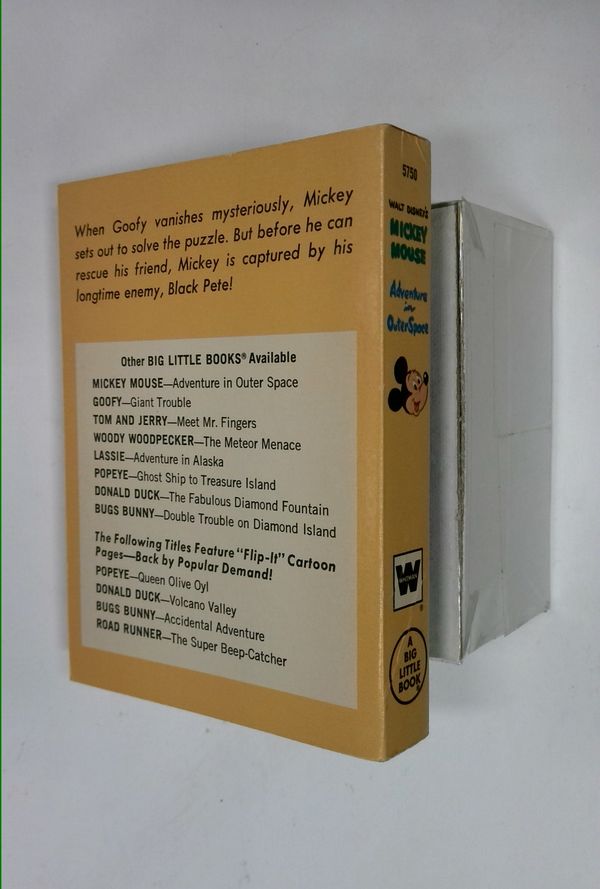 When Goofy vanishes mysteriously, Mickey
sets out to solve the puzzle. But before he can
rescue his friend, Mickey is captured by his
longtime enemy, Black Pete!
Other BIG LITTLE BOOKS® Available
MICKEY MOUSE—Adventure in Outer Space
GOOFY—Giant Trouble
TOM AND JERRY—Meet Mr. Fingers
WOODY WOODPECKER—The Meteor Menace
LASSIE—Adventure in Alaska
POPEYE—Ghost Ship to Treasure Island
DONALD DUCK—The Fabulous Diamond Fountain
BUGS BUNNY—Double Trouble on Diamond Island
The Following Titles Feature "Flip-It" Cartoon
Pages—Back by Popular Demand!
POPEYE—Queen Olive Oyl
DONALD DUCK—Volcano Valley
BUGS BUNNY—Accidental Adventure
ROAD RUNNER—The Super Beep-Catcher
5750
WALT DISNEY'S
MICKEY
MOUSE
Adventure
in
Outer Space
W
WHITMAN
®
A
BIG
LITTLE
BOOK®